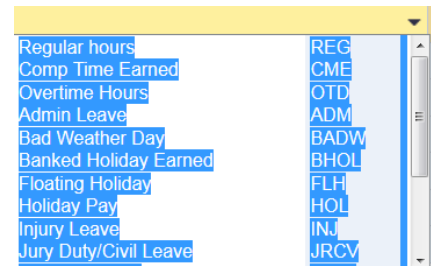 Regular hours REG
Comp Time Earned CME
Overtime Hours OTD
Admin Leave ADM
Bad Weather Day BADW
Banked Holiday Earned BHOL
Floating Holiday FLH
Holiday Pay HOL
Injury Leave INJ
Jury Duty/Civil Leave JRCV